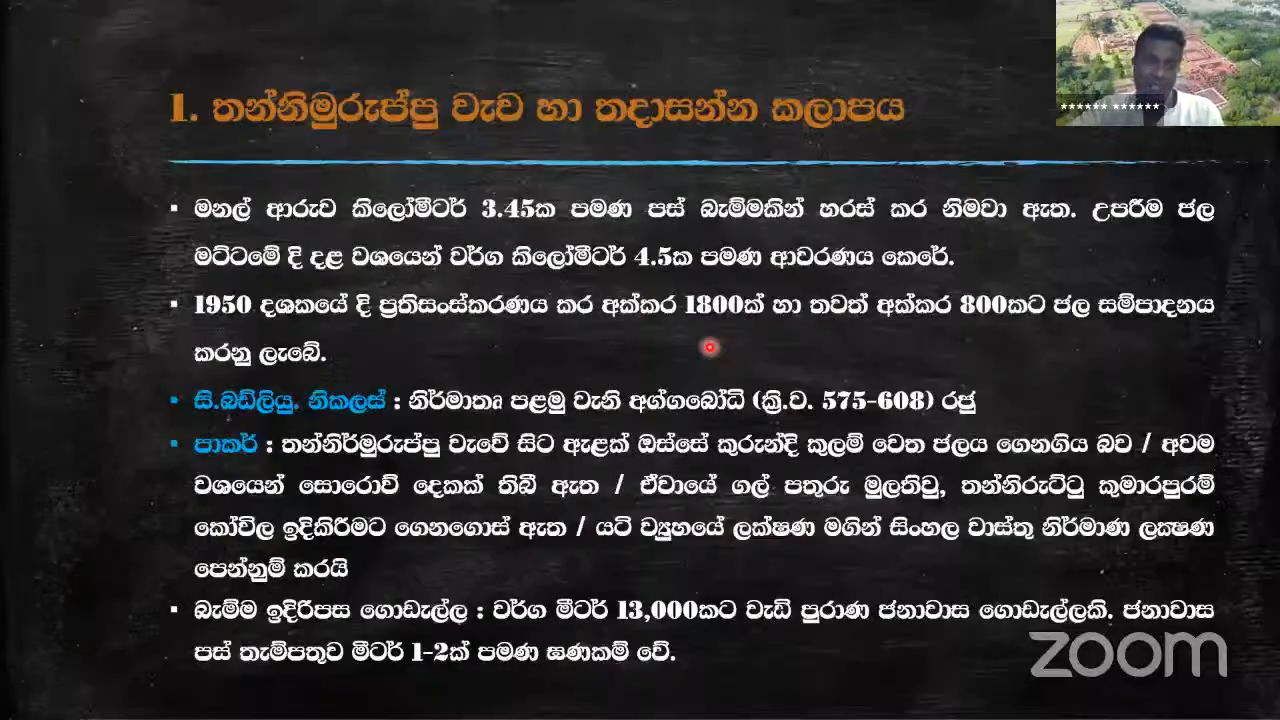 ****** ******
1. තන්නිමුරුප්පු වැව හා තදාසන්න කලාපය
▪ මනල් ආරුව කිලෝමීටර් 3.45ක පමණ පස් බැම්මකින් හරස් කර නිමවා ඇත. උපරිම ජල
මට්ටමේ දි දළ වශයෙන් වර්ග කිලෝමීටර් 4.5ක පමණ ආවරණය කෙරේ.
▪ 1950 දශකයේ දි ප්‍රතිසංස්කරණය කර අක්කර 1800ක් හා තවත් අක්කර 800කට ජල සම්පාදනය
කරනු ලැබේ.
▪ සි.බඩ්ලියු. නිකලස් : නිර්මාතෘ පළමු වැනි අග්ගබෝධි (ක්‍රි.ව. 575-608) රජු
▪ පාකර් : තන්නිර්මුරුප්පු වැවේ සිට ඇළක් ඔස්සේ කුරුන්දි කුලම් වෙත ජලය ගෙනගිය බව / අවම
වශයෙන් සොරොව් දෙකක් තිබී ඇත / ඒවායේ ගල් පතුරු මුලතිවු, තන්නිරුට්ටු කුමාරපුරම්
කෝවිල ඉදිකිරීමට ගෙනගොස් ඇත / යටි ව්‍යුහයේ ලක්ෂණ මගින් සිංහල වාස්තු නිර්මාණ ලක්‍ෂණ
පෙන්නුම් කරයි
▪ බැම්ම ඉදිරිපස ගොඩැල්ල : වර්ග මීටර් 13,000කට වැඩි පුරාණ ජනාවාස ගොඩැල්ලකි. ජනාවාස
පස් තැම්පතුව මීටර් 1-2ක් පමණ ඝණකම් වේ.
zoom